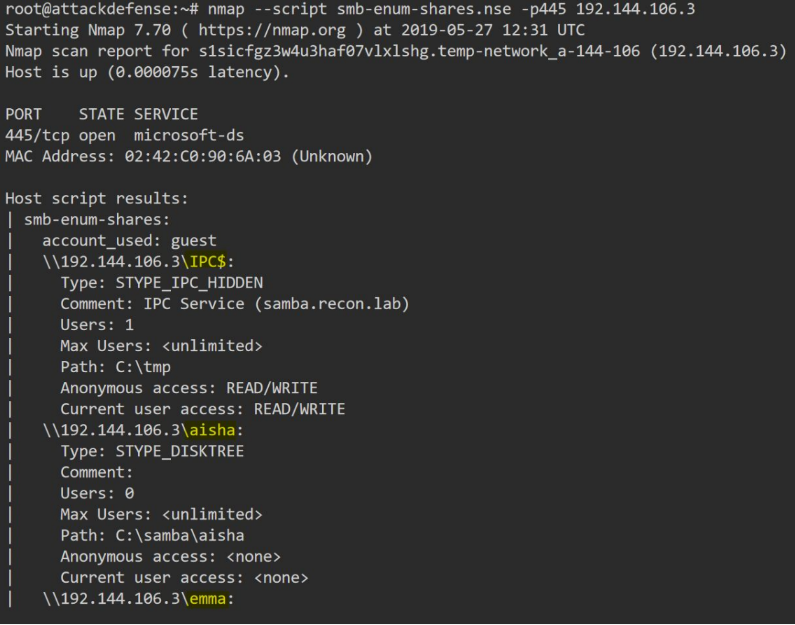 root@attackdefense:~# nmap --script smb-enum-shares.nse -p445 192.144.106.3
Starting Nmap 7.70 ( https://nmap.org ) at 2019-05-27 12:31 UTC
Nmap scan report for s1sicfgz3w4u3haf07vlxlshg.temp-network_a-144-106 (192.144.106.3)
Host is up (0.000075s latency).

PORT    STATE SERVICE
445/tcp open  microsoft-ds
MAC Address: 02:42:C0:90:6A:03 (Unknown)

Host script results:
| smb-enum-shares:
|   account_used: guest
|   \\192.144.106.3\IPC$:
|     Type: STYPE_IPC_HIDDEN
|     Comment: IPC Service (samba.recon.lab)
|     Users: 1
|     Max Users: <unlimited>
|     Path: C:\tmp
|     Anonymous access: READ/WRITE
|     Current user access: READ/WRITE
|   \\192.144.106.3\aisha:
|     Type: STYPE_DISKTREE
|     Comment:
|     Users: 0
|     Max Users: <unlimited>
|     Path: C:\samba\aisha
|     Anonymous access: <none>
|     Current user access: <none>
|   \\192.144.106.3\emma: